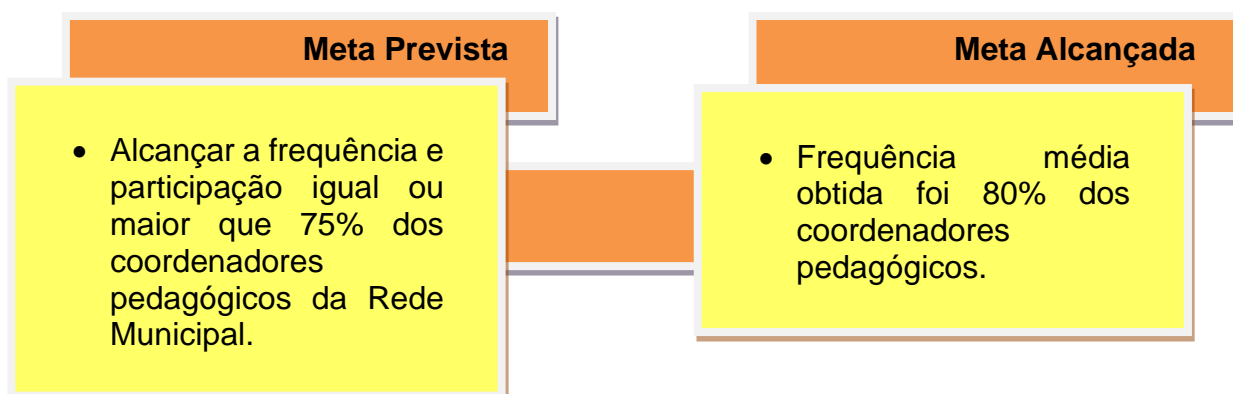 Meta Prevista
• Alcançar a frequência e
participação igual ou
maior que 75% dos
coordenadores
pedagógicos da Rede
Municipal.
Meta Alcançada
• Frequência média
obtida foi 80% dos
coordenadores
pedagógicos.